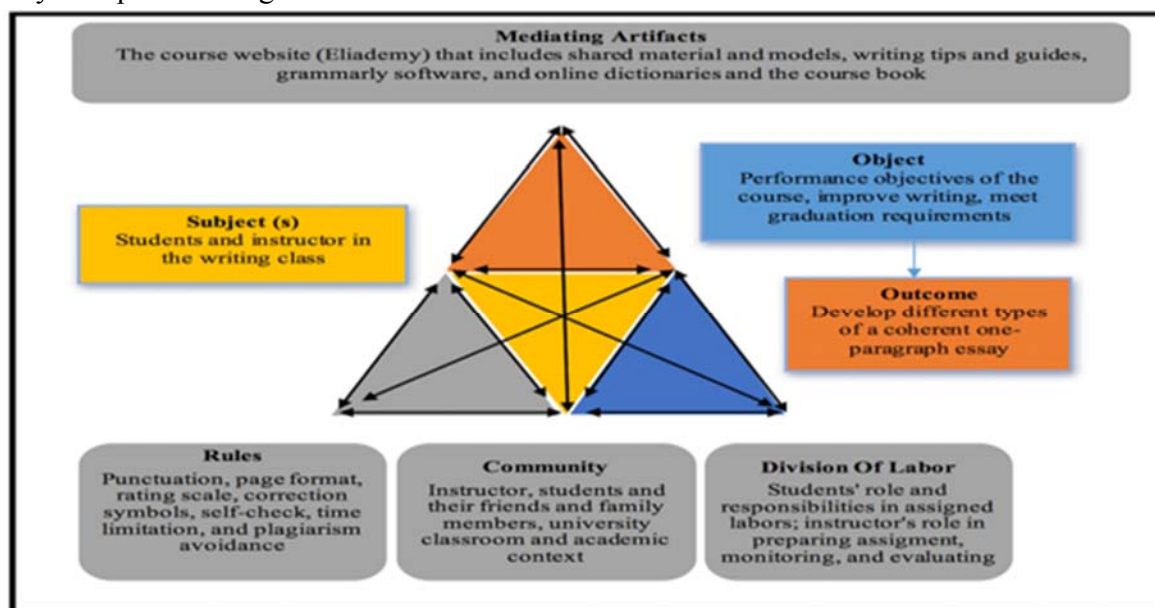 Mediating Artifacts
The course website (Eliademy) that includes shared material and models, writing tips and guides,
grammarly software, and online dictionaries and the course book
Object
Performance objectives of the
course, improve writing, meet
graduation requirements
Subject (s)
Students and instructor in
the writing class
Outcome
Develop different types
of a coherent one-
paragraph essay
Rules
Punctuation, page format,
rating scale, correction
symbols, self-check, time
limitation, and plagiarism
avoidance
Community
Instructor, students and
their friends and family
members, university
classroom and academic
context
Division Of Labor
Students' role and
responsibilities in assigned
labors; instructor's role in
preparing assigment,
monitoring, and evaluating